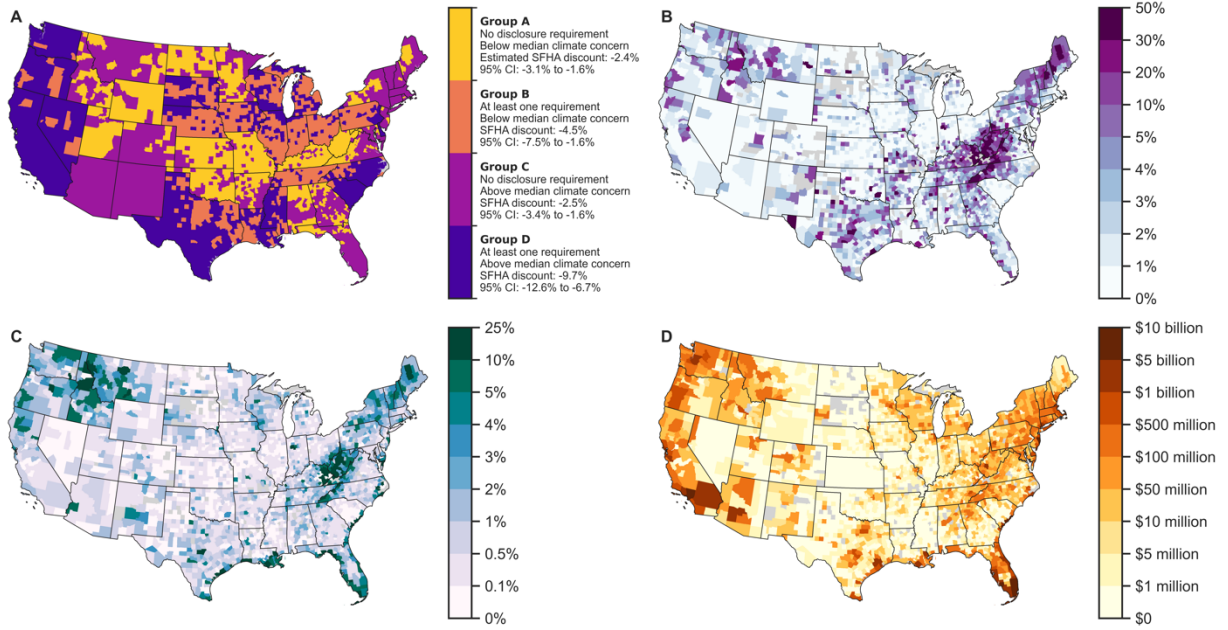 A
Group A
No disclosure requirement
Below median climate concern
Estimated SFHA discount: -2.4%
95% CI: -3.1% to -1.6%
Group B
At least one requirement
Below median climate concern
SFHA discount: -4.5%
95% CI: -7.5% to -1.6%
Group C
No disclosure requirement
Above median climate concern
SFHA discount: -2.5%
95% CI: -3.4% to -1.6%
Group D
At least one requirement
Above median climate concern
SFHA discount: -9.7%
95% CI: -12.6% to -6.7%
B
50%
30%
20%
10%
5%
4%
3%
2%
1%
0%
C
25%
10%
5%
4%
3%
2%
1%
0.5%
0.1%
0%
D
$10 billion
$5 billion
$1 billion
$500 million
$100 million
$50 million
$10 million
$5 million
$1 million
$0